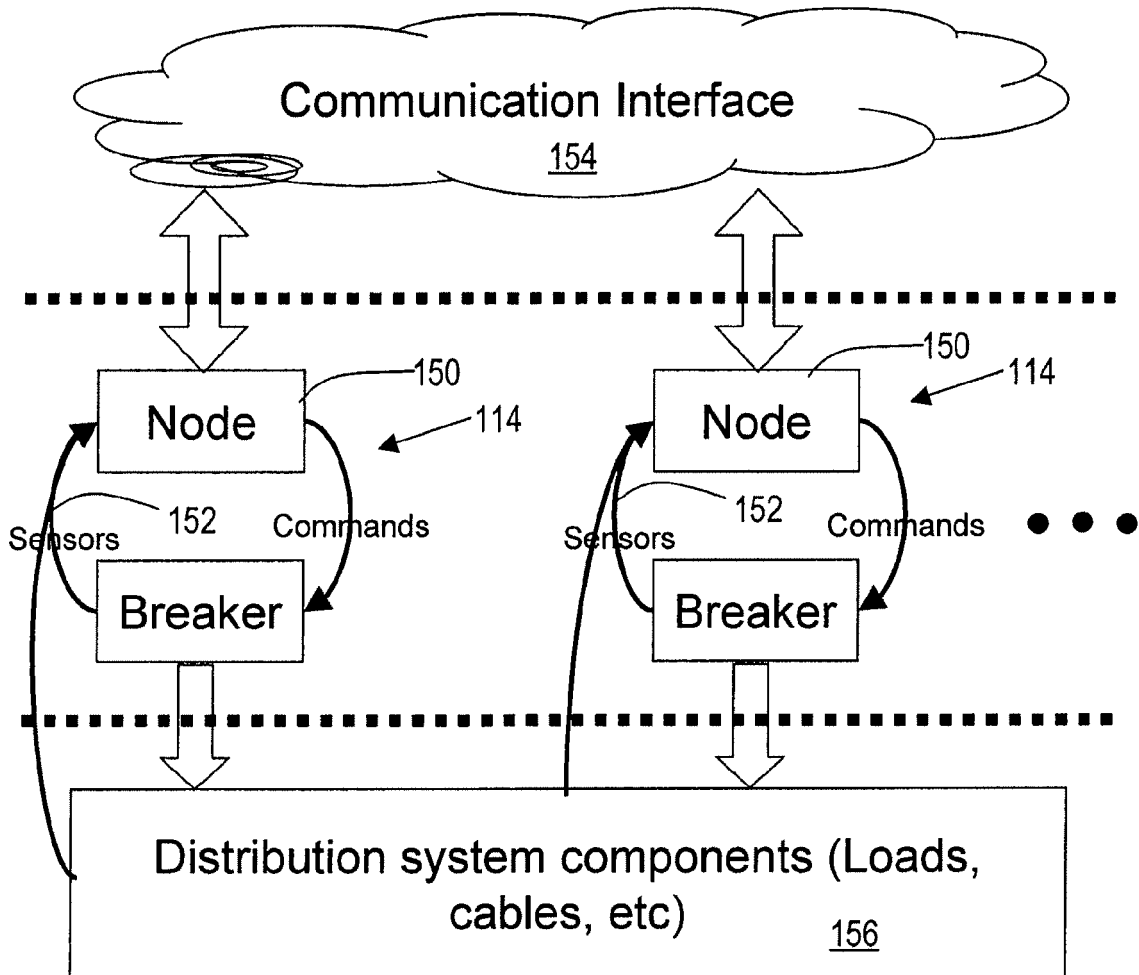 Communication Interface
154
150
150
114
114
Node
Node
152
152
Sensors
Commands
Sensors
Commands
Breaker
Breaker
Distribution system components (Loads,
cables, etc)
156